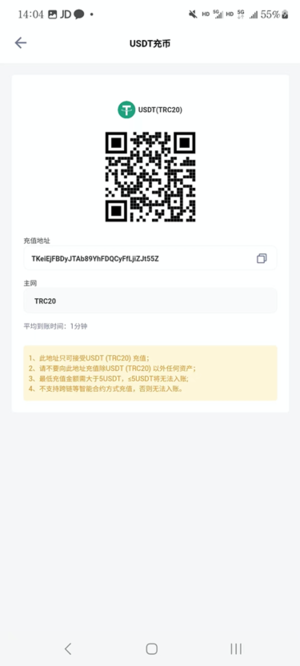 14:04 JD
HD 5G HD 5G 55%
USDT充币
USDT(TRC20)
充值地址
TKeiEjFBDyJTAb89YhFDQCyFfLjiZJt55Z
主网
TRC20
平均到账时间：1分钟
1、此地址只可接受USDT (TRC20) 充值；
2、请不要向此地址充值除USDT (TRC20) 以外任何资产；
3、最低充值金额需大于5USDT，≤5USDT将无法入账；
4、不支持跨链等智能合约方式充值，否则无法入账。